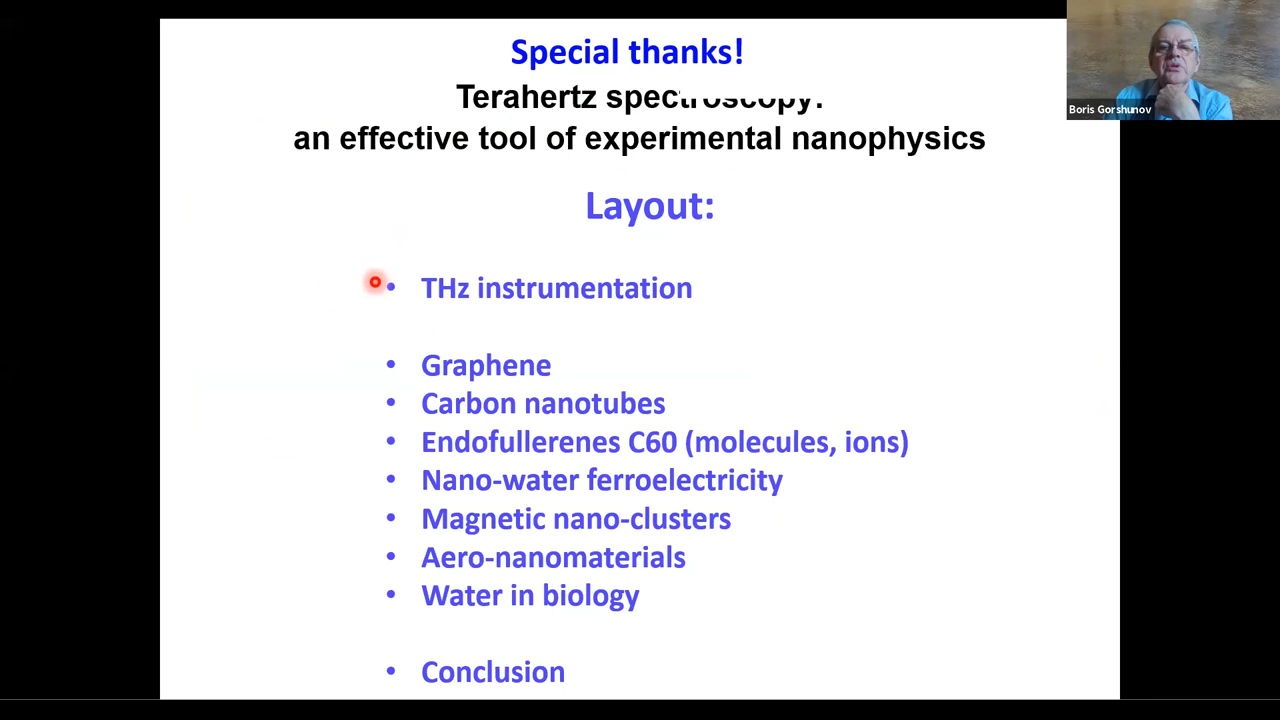 Special thanks!
Terahertz spectroscopy:
an effective tool of experimental nanophysics
Layout:
• THz instrumentation
• Graphene
• Carbon nanotubes
• Endofullerenes C60 (molecules, ions)
• Nano-water ferroelectricity
• Magnetic nano-clusters
• Aero-nanomaterials
• Water in biology
• Conclusion
Boris Gorshunov